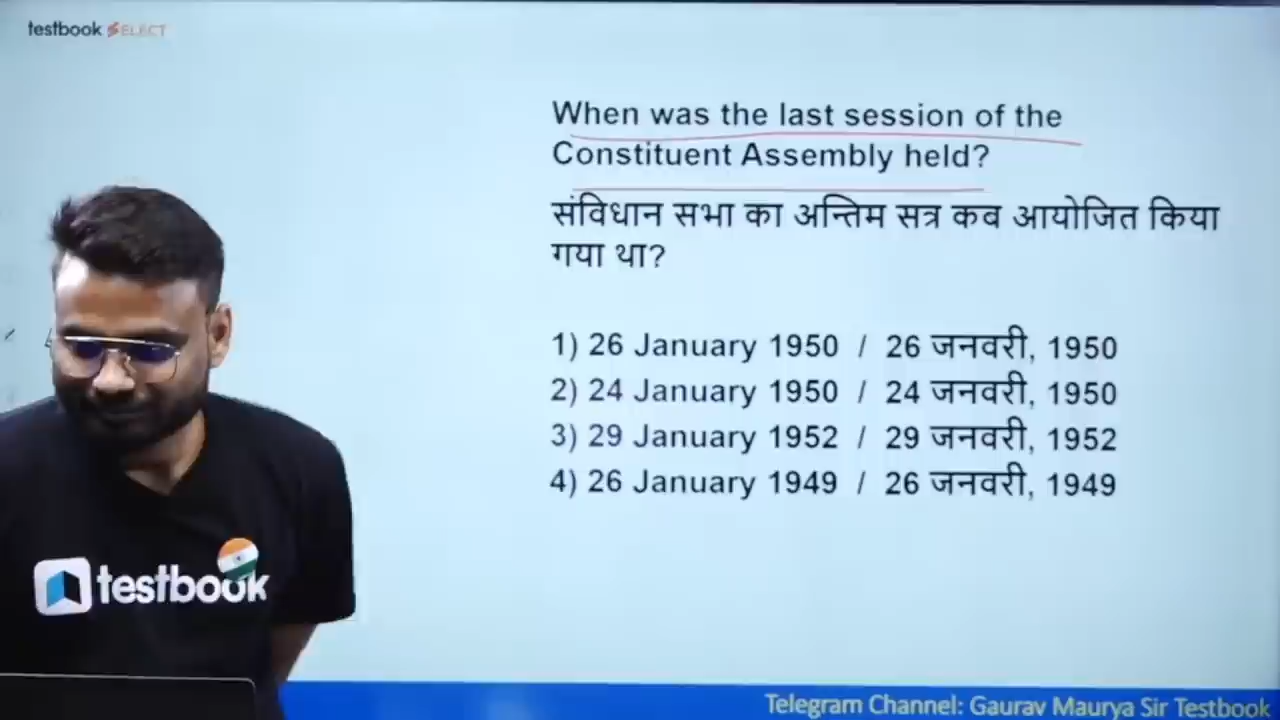 testbook SELECT
When was the last session of the
Constituent Assembly held?
संविधान सभा का अन्तिम सत्र कब आयोजित किया
गया था?
1) 26 January 1950 / 26 जनवरी, 1950
2) 24 January 1950 / 24 जनवरी, 1950
3) 29 January 1952 / 29 जनवरी, 1952
4) 26 January 1949 / 26 जनवरी, 1949
testbook
Telegram Channel: Gaurav Maurya Sir Testbook